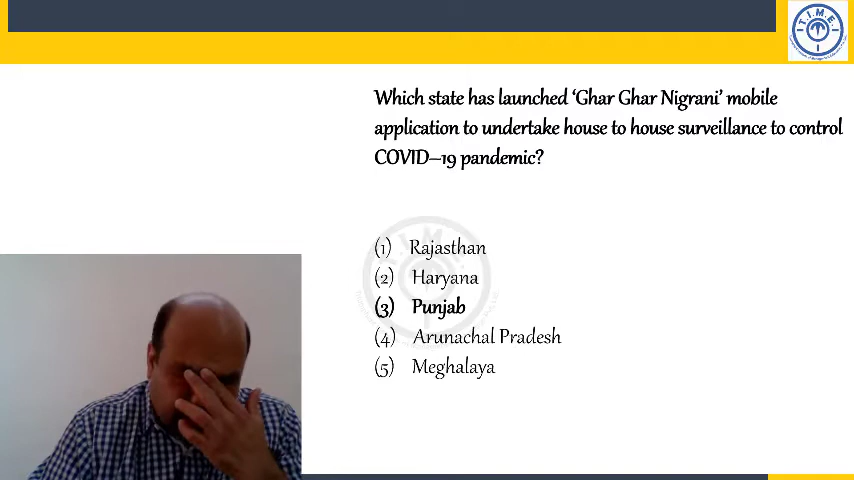 T.I.M.E.
Which state has launched ‘Ghar Ghar Nigrani’ mobile
application to undertake house to house surveillance to control
COVID–19 pandemic?
(1) Rajasthan
(2) Haryana
(3) Punjab
(4) Arunachal Pradesh
(5) Meghalaya